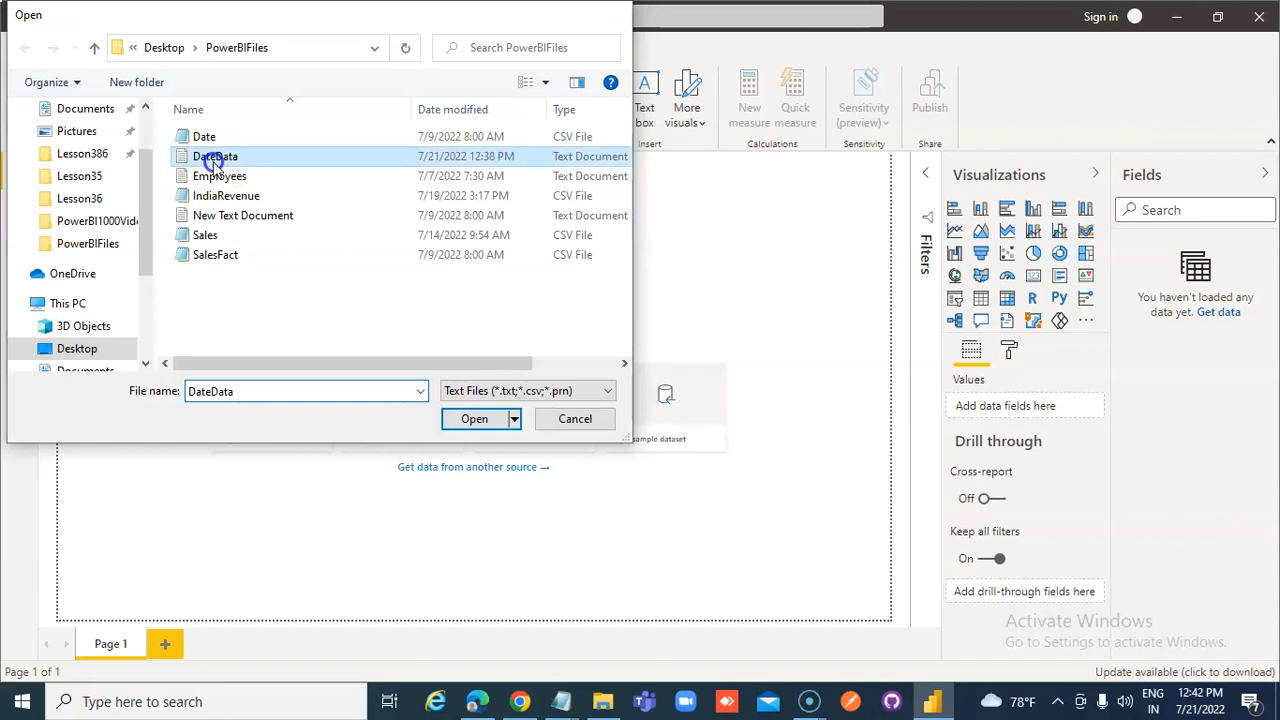 Open
Sign in
Desktop
PowerBIFiles
Search PowerBIFiles
Organize
New folder
Name
Date modified
Type
Documents
Pictures
Lesson386
Lesson35
Lesson36
PowerBI1000Vide
PowerBIFiles
OneDrive
This PC
3D Objects
Desktop
Documents
Date 7/9/2022 8:00 AM CSV File
DateData 7/21/2022 12:38 PM Text Document
Employees 7/7/2022 7:30 AM Text Document
IndiaRevenue 7/19/2022 3:17 PM CSV File
New Text Document 7/9/2022 8:00 AM Text Document
Sales 7/14/2022 9:54 AM CSV File
SalesFact 7/9/2022 8:00 AM CSV File
File name: DateData
Text Files (*.txt;*.csv;*.prn)
Open
Cancel
Text box
More visuals
New measure
Quick measure
Sensitivity (preview)
Publish
Insert
Calculations
Sensitivity
Share
sample dataset
Get data from another source →
Filters
Visualizations
R
Py
Values
Add data fields here
Drill through
Cross-report
Off
Keep all filters
On
Add drill-through fields here
Fields
Search
You haven't loaded any
data yet. Get data
Activate Windows
Go to Settings to activate Windows.
Page 1
Page 1 of 1
Update available (click to download)
Type here to search
78°F
ENG
IN
12:42 PM
7/21/2022
7